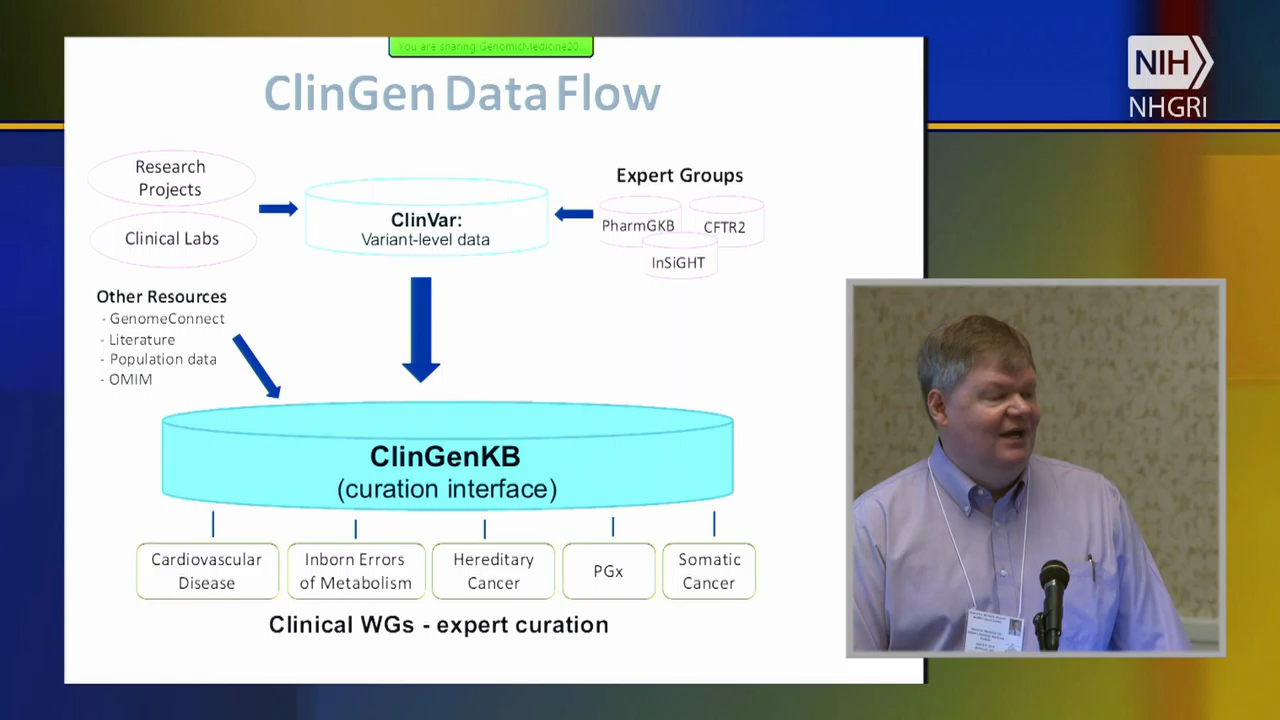 You are sharing GenomicMedicine20...
ClinGen Data Flow
NIH
NHGRI
Research
Projects
Clinical Labs
ClinVar:
Variant-level data
Expert Groups
PharmGKB
CFTR2
InSiGHT
Other Resources
- GenomeConnect
- Literature
- Population data
- OMIM
ClinGenKB
(curation interface)
Cardiovascular
Disease
Inborn Errors
of Metabolism
Hereditary
Cancer
PGx
Somatic
Cancer
Clinical WGs - expert curation